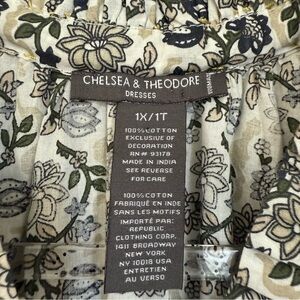 CHELSEA & THEODORE
DRESSES
1X/1T
100% COTTON
EXCLUSIVE OF
DECORATION
RN# 93178
MADE IN INDIA
SEE REVERSE
FOR CARE
100% COTON
FABRIQUÉ EN INDE
SANS LES MOTIFS
IMPORTÉ PAR:
REPUBLIC
CLOTHING CORP.
1411 BROADWAY
NEW YORK
NY 10018 USA
ENTRETIEN
AU VERSO